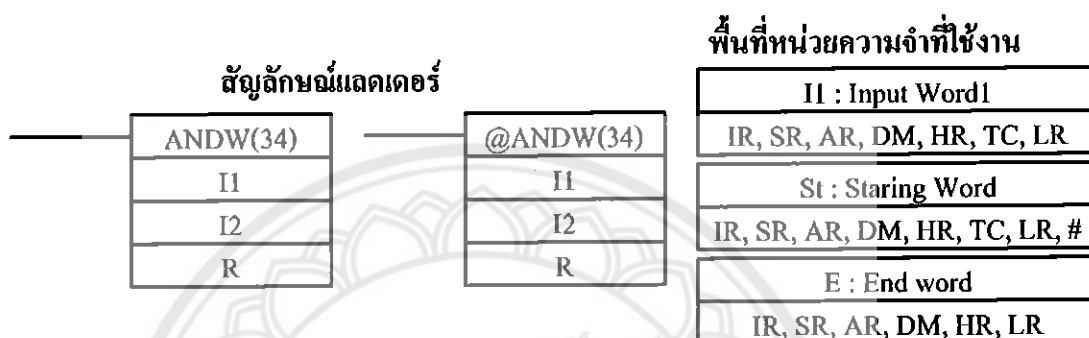 พื้นที่หน่วยความจำที่ใช้งาน
สัญลักษณ์แลดเดอร์
ANDW(34)
I1
I2
R
@ANDW(34)
I1
I2
R
I1 : Input Word1
IR, SR, AR, DM, HR, TC, LR
St : Staring Word
IR, SR, AR, DM, HR, TC, LR, #
E : End word
IR, SR, AR, DM, HR, LR